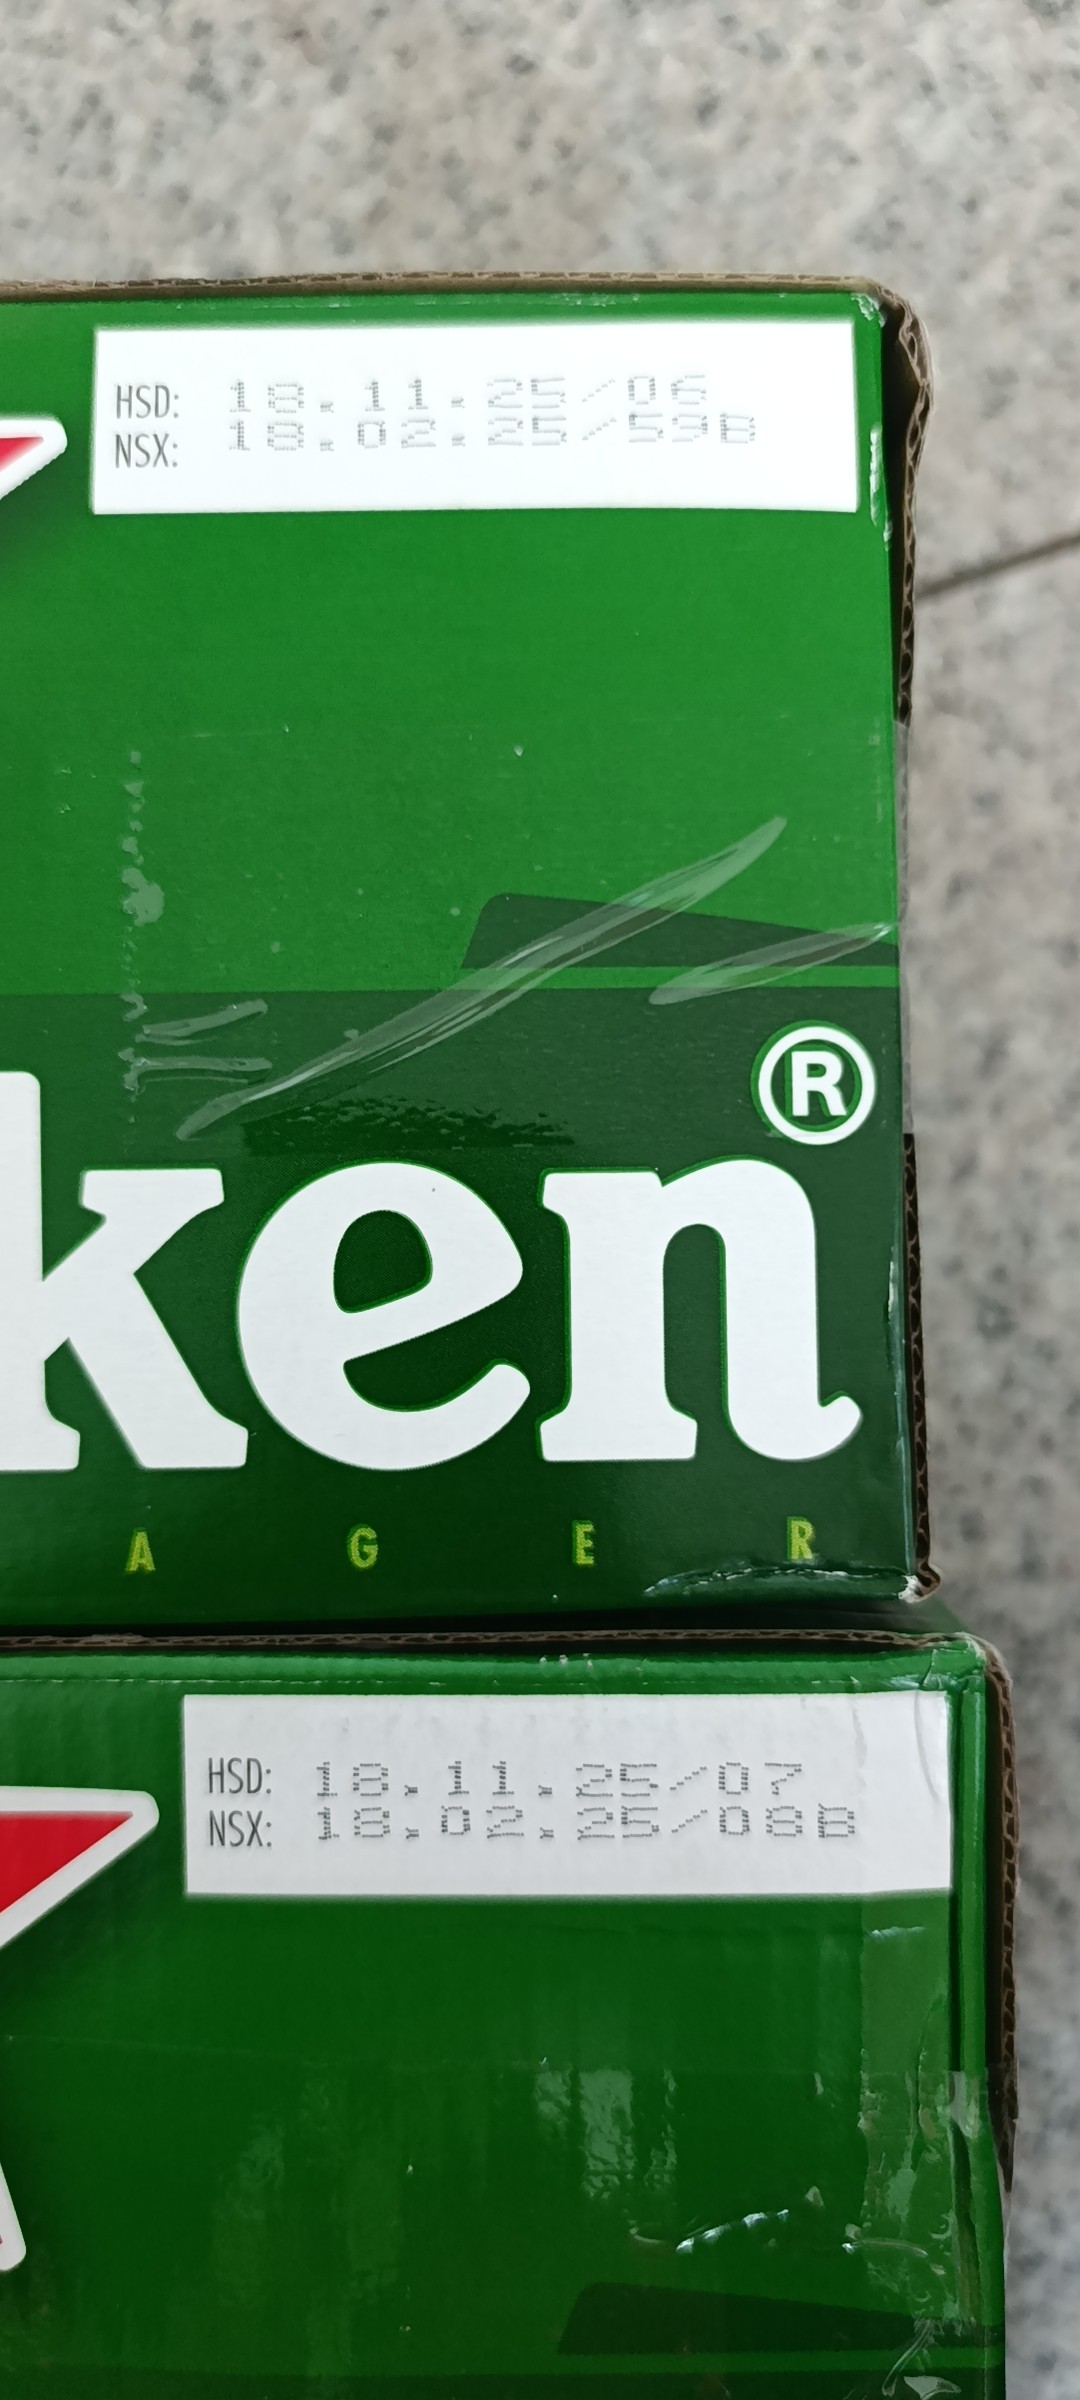 HSD: 18.11.25/06
NSX: 18.02.25/59B
ken®
AGER
HSD: 18.11.25/07
NSX: 18.02.25/08B